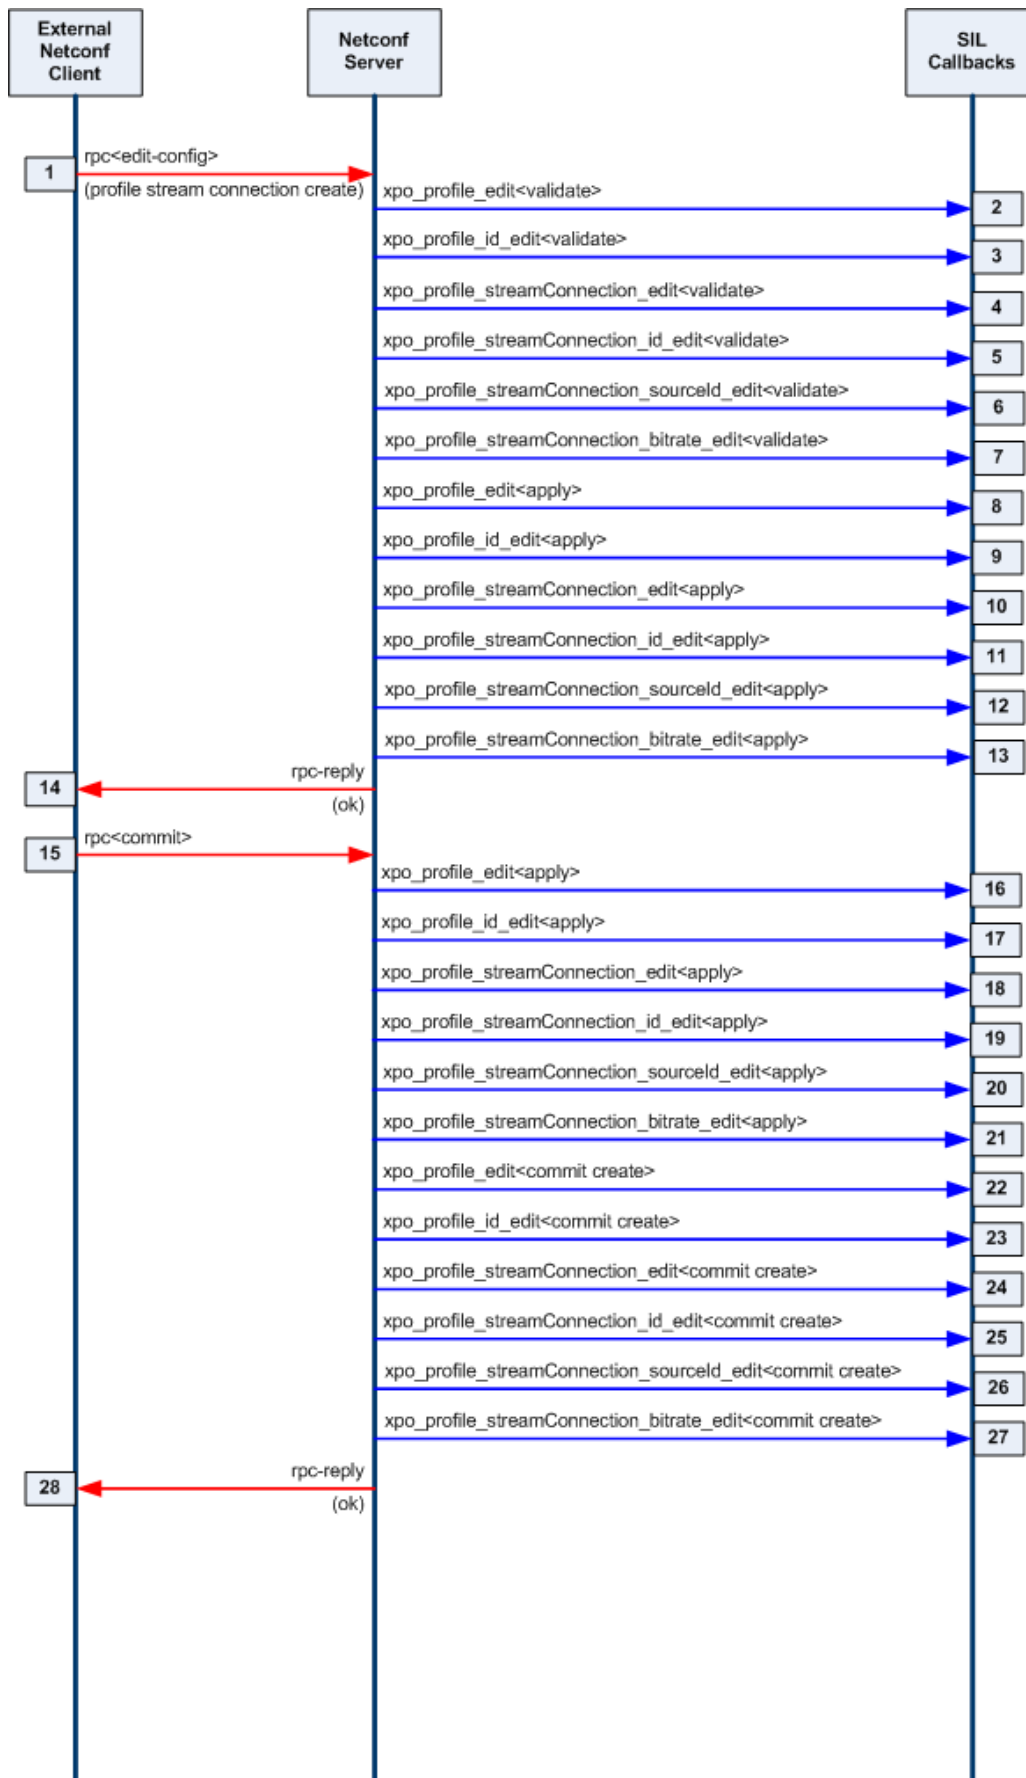 External
Netconf
Client
Netconf
Server
SIL
Callbacks
1
rpc<edit-config>
(profile stream connection create)
xpo_profile_edit<validate>
2
xpo_profile_id_edit<validate>
3
xpo_profile_streamConnection_edit<validate>
4
xpo_profile_streamConnection_id_edit<validate>
5
xpo_profile_streamConnection_sourceId_edit<validate>
6
xpo_profile_streamConnection_bitrate_edit<validate>
7
xpo_profile_edit<apply>
8
xpo_profile_id_edit<apply>
9
xpo_profile_streamConnection_edit<apply>
10
xpo_profile_streamConnection_id_edit<apply>
11
xpo_profile_streamConnection_sourceId_edit<apply>
12
xpo_profile_streamConnection_bitrate_edit<apply>
13
14
rpc-reply
(ok)
15
rpc<commit>
xpo_profile_edit<apply>
16
xpo_profile_id_edit<apply>
17
xpo_profile_streamConnection_edit<apply>
18
xpo_profile_streamConnection_id_edit<apply>
19
xpo_profile_streamConnection_sourceId_edit<apply>
20
xpo_profile_streamConnection_bitrate_edit<apply>
21
xpo_profile_edit<commit create>
22
xpo_profile_id_edit<commit create>
23
xpo_profile_streamConnection_edit<commit create>
24
xpo_profile_streamConnection_id_edit<commit create>
25
xpo_profile_streamConnection_sourceId_edit<commit create>
26
xpo_profile_streamConnection_bitrate_edit<commit create>
27
28
rpc-reply
(ok)